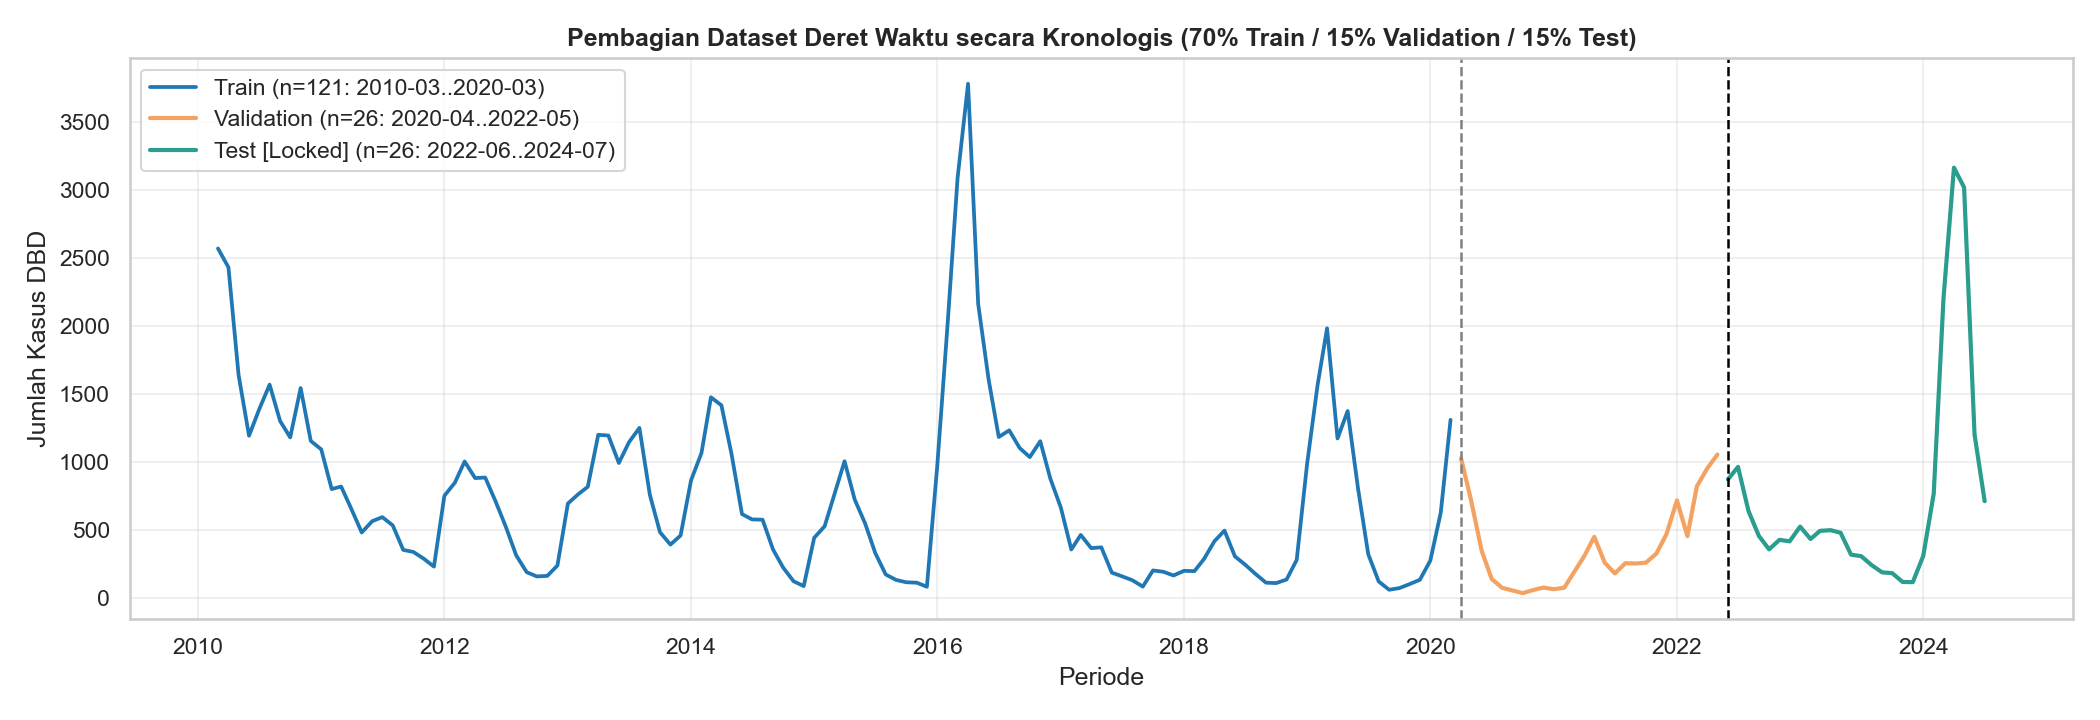 Pembagian Dataset Deret Waktu secara Kronologis (70% Train / 15% Validation / 15% Test)
Train (n=121: 2010-03..2020-03)
Validation (n=26: 2020-04..2022-05)
Test [Locked] (n=26: 2022-06..2024-07)
Jumlah Kasus DBD
3500
3000
2500
2000
1500
1000
500
0
2010 2012 2014 2016 2018 2020 2022 2024
Periode